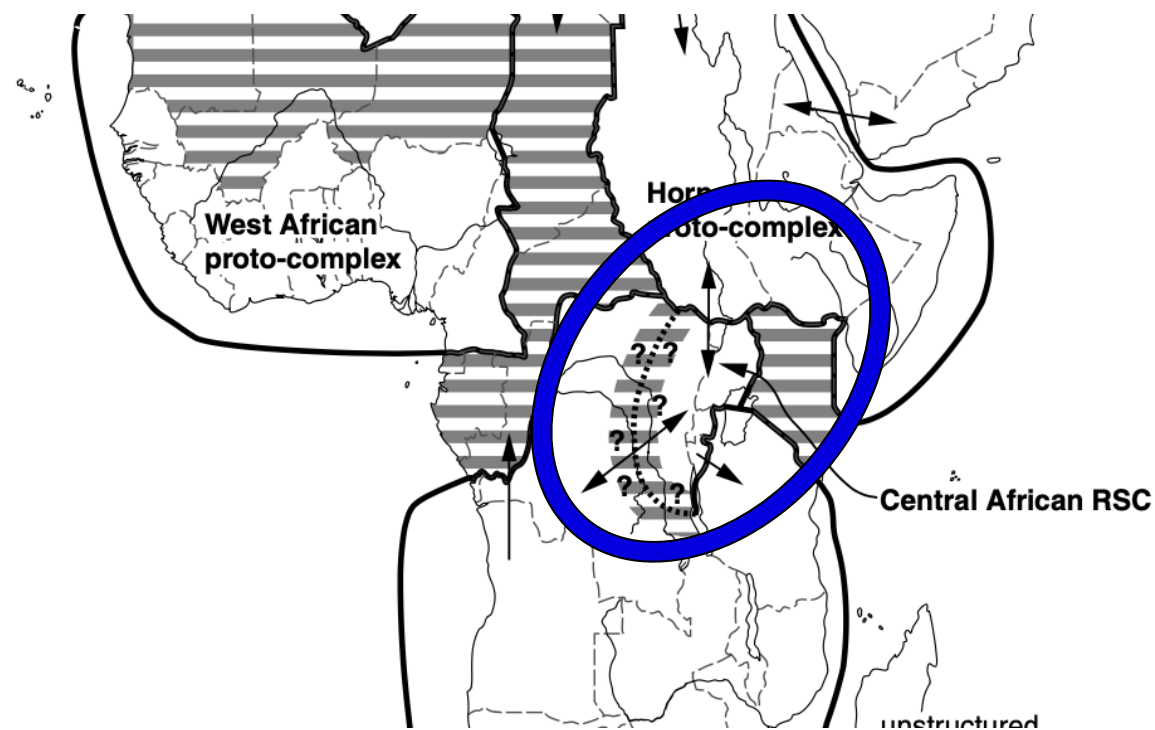 Horn
proto-complex
West African
proto-complex
? ?
?
?
? ?
Central African RSC
unstructured